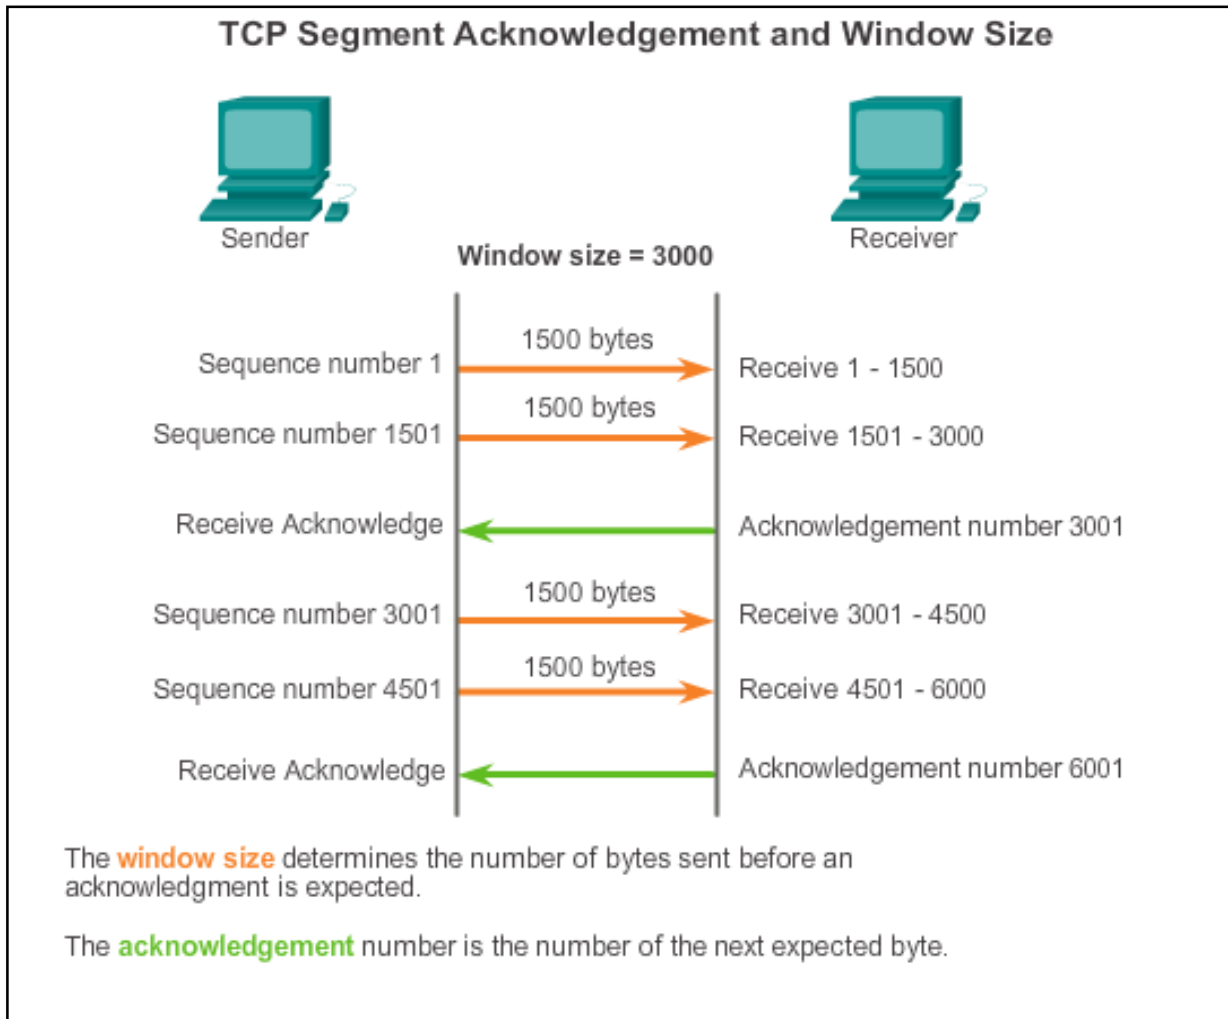 TCP Segment Acknowledgement and Window Size
Sender
Receiver
Window size = 3000
1500 bytes
Sequence number 1
Receive 1 - 1500
1500 bytes
Sequence number 1501
Receive 1501 - 3000
Receive Acknowledge
Acknowledgement number 3001
1500 bytes
Sequence number 3001
Receive 3001 - 4500
1500 bytes
Sequence number 4501
Receive 4501 - 6000
Receive Acknowledge
Acknowledgement number 6001
The window size determines the number of bytes sent before an
acknowledgment is expected.
The acknowledgement number is the number of the next expected byte.